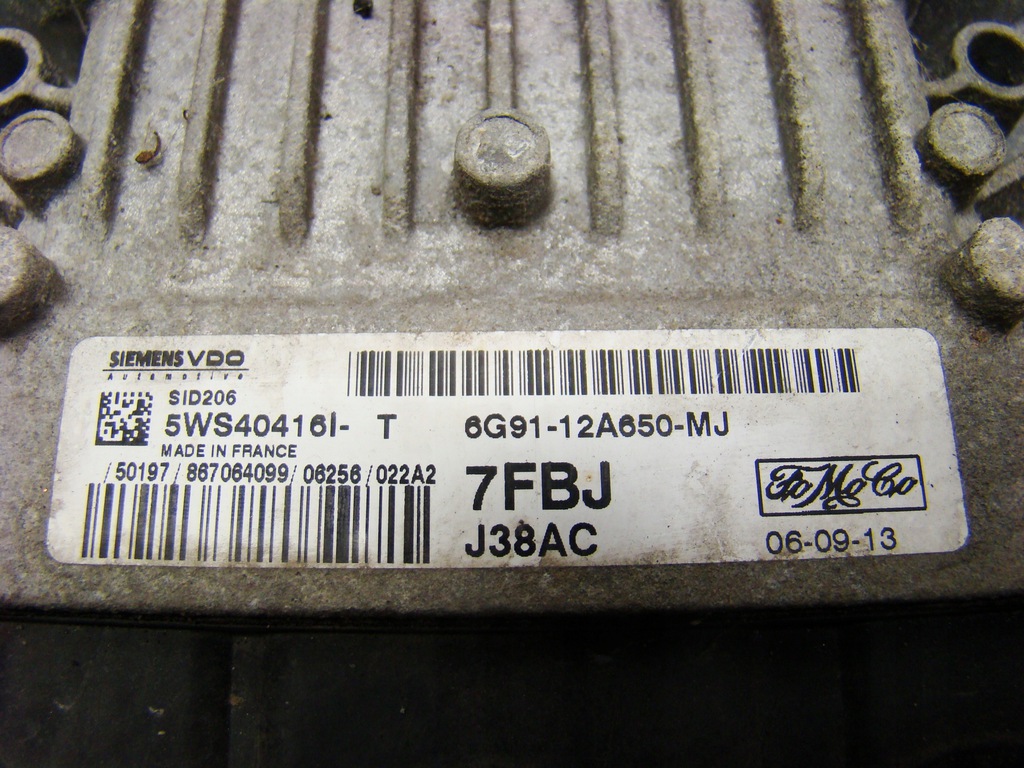 SIEMENS VDO
Automotive
SID206
5WS40416I- T 6G91-12A650-MJ
MADE IN FRANCE
/50197/867064099/06256/022A2
7FBJ
FoMoCo
J38AC
06-09-13